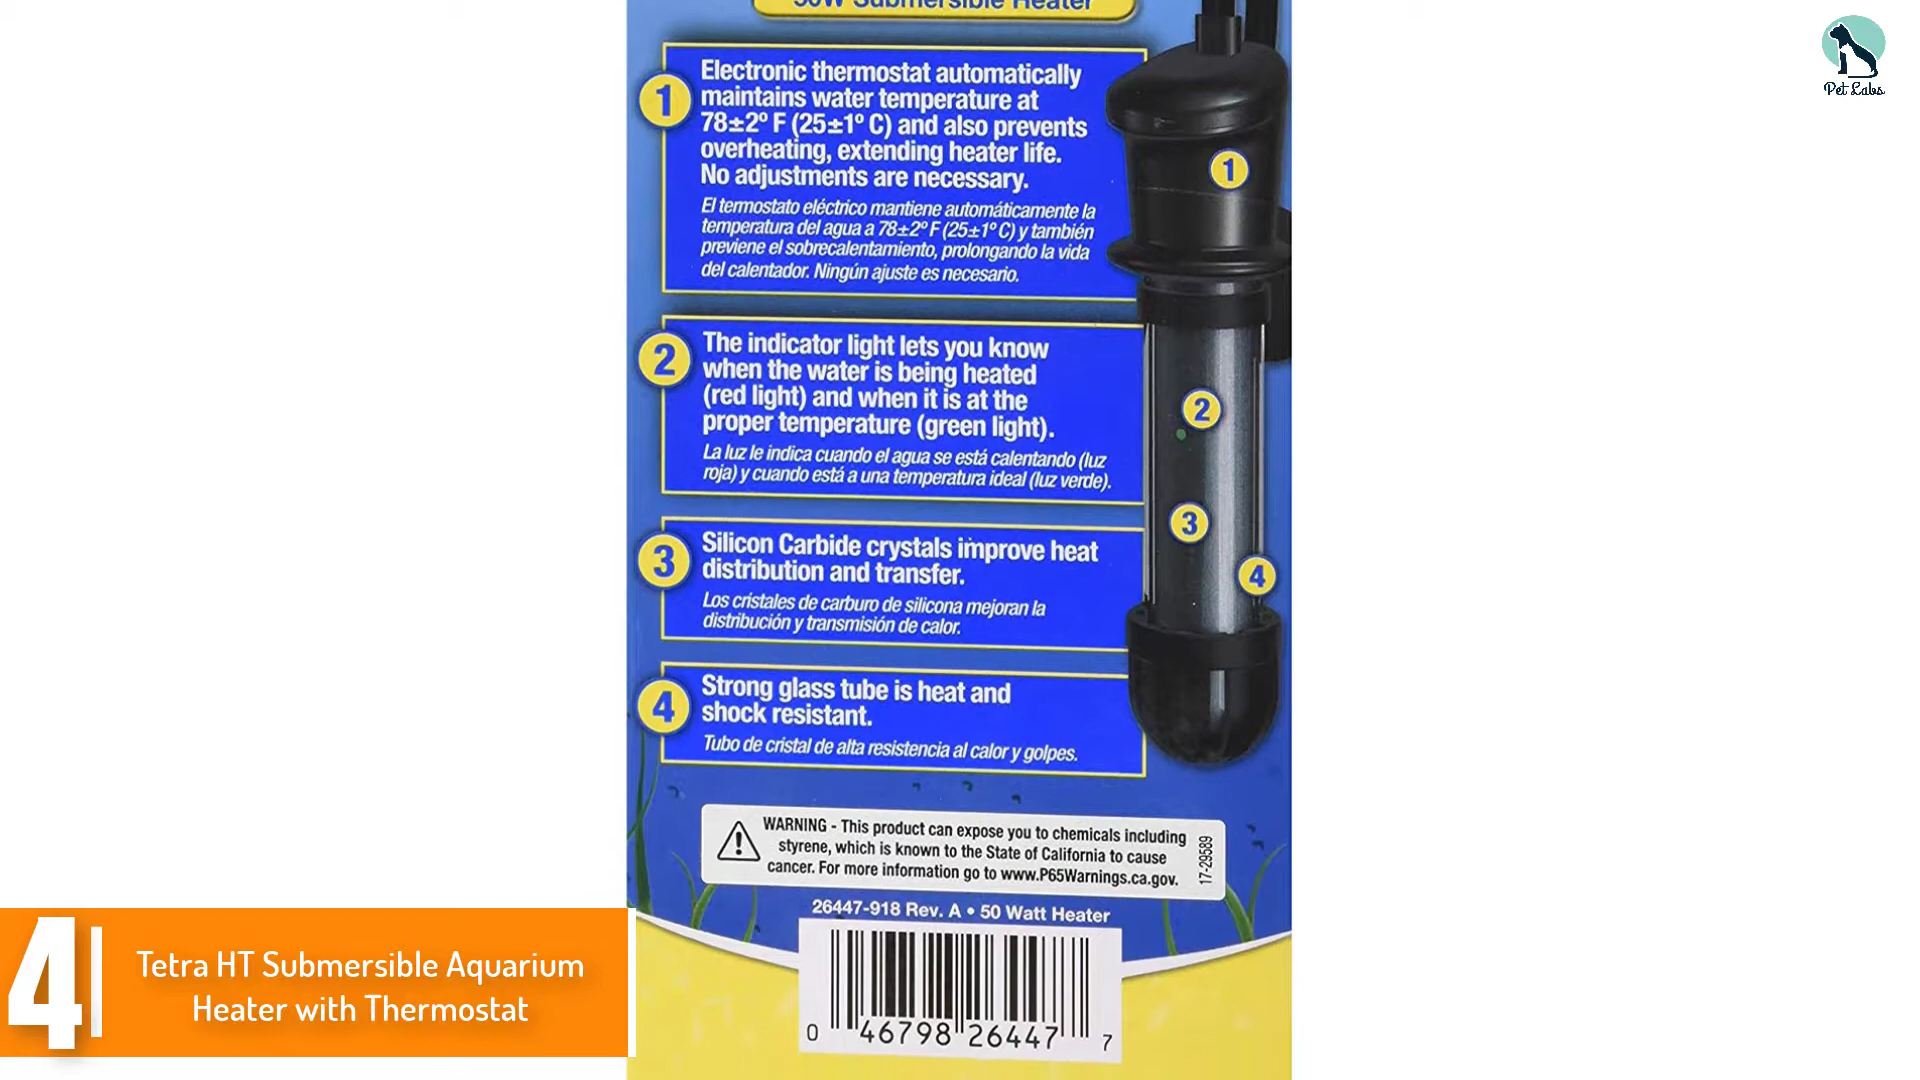 50W Submersible Heater
Pet Labs
1
Electronic thermostat automatically
maintains water temperature at
78±2º F (25±1º C) and also prevents
overheating, extending heater life.
No adjustments are necessary.
El termostato eléctrico mantiene automáticamente la
temperatura del agua a 78±2º F (25±1º C) y también
previene el sobrecalentamiento, prolongando la vida
del calentador. Ningún ajuste es necesario.
1
2
The indicator light lets you know
when the water is being heated
(red light) and when it is at the
proper temperature (green light).
La luz le indica cuando el agua se está calentando (luz
roja) y cuando está a una temperatura ideal (luz verde).
2
3
Silicon Carbide crystals improve heat
distribution and transfer.
Los cristales de carburo de silicona mejoran la
distribución y transmisión de calor.
3
4
4
Strong glass tube is heat and
shock resistant.
Tubo de cristal de alta resistencia al calor y golpes.
WARNING - This product can expose you to chemicals including
styrene, which is known to the State of California to cause
cancer. For more information go to www.P65Warnings.ca.gov.
17-29589
26447-918 Rev. A • 50 Watt Heater
0 46798 26447 7
4
Tetra HT Submersible Aquarium
Heater with Thermostat